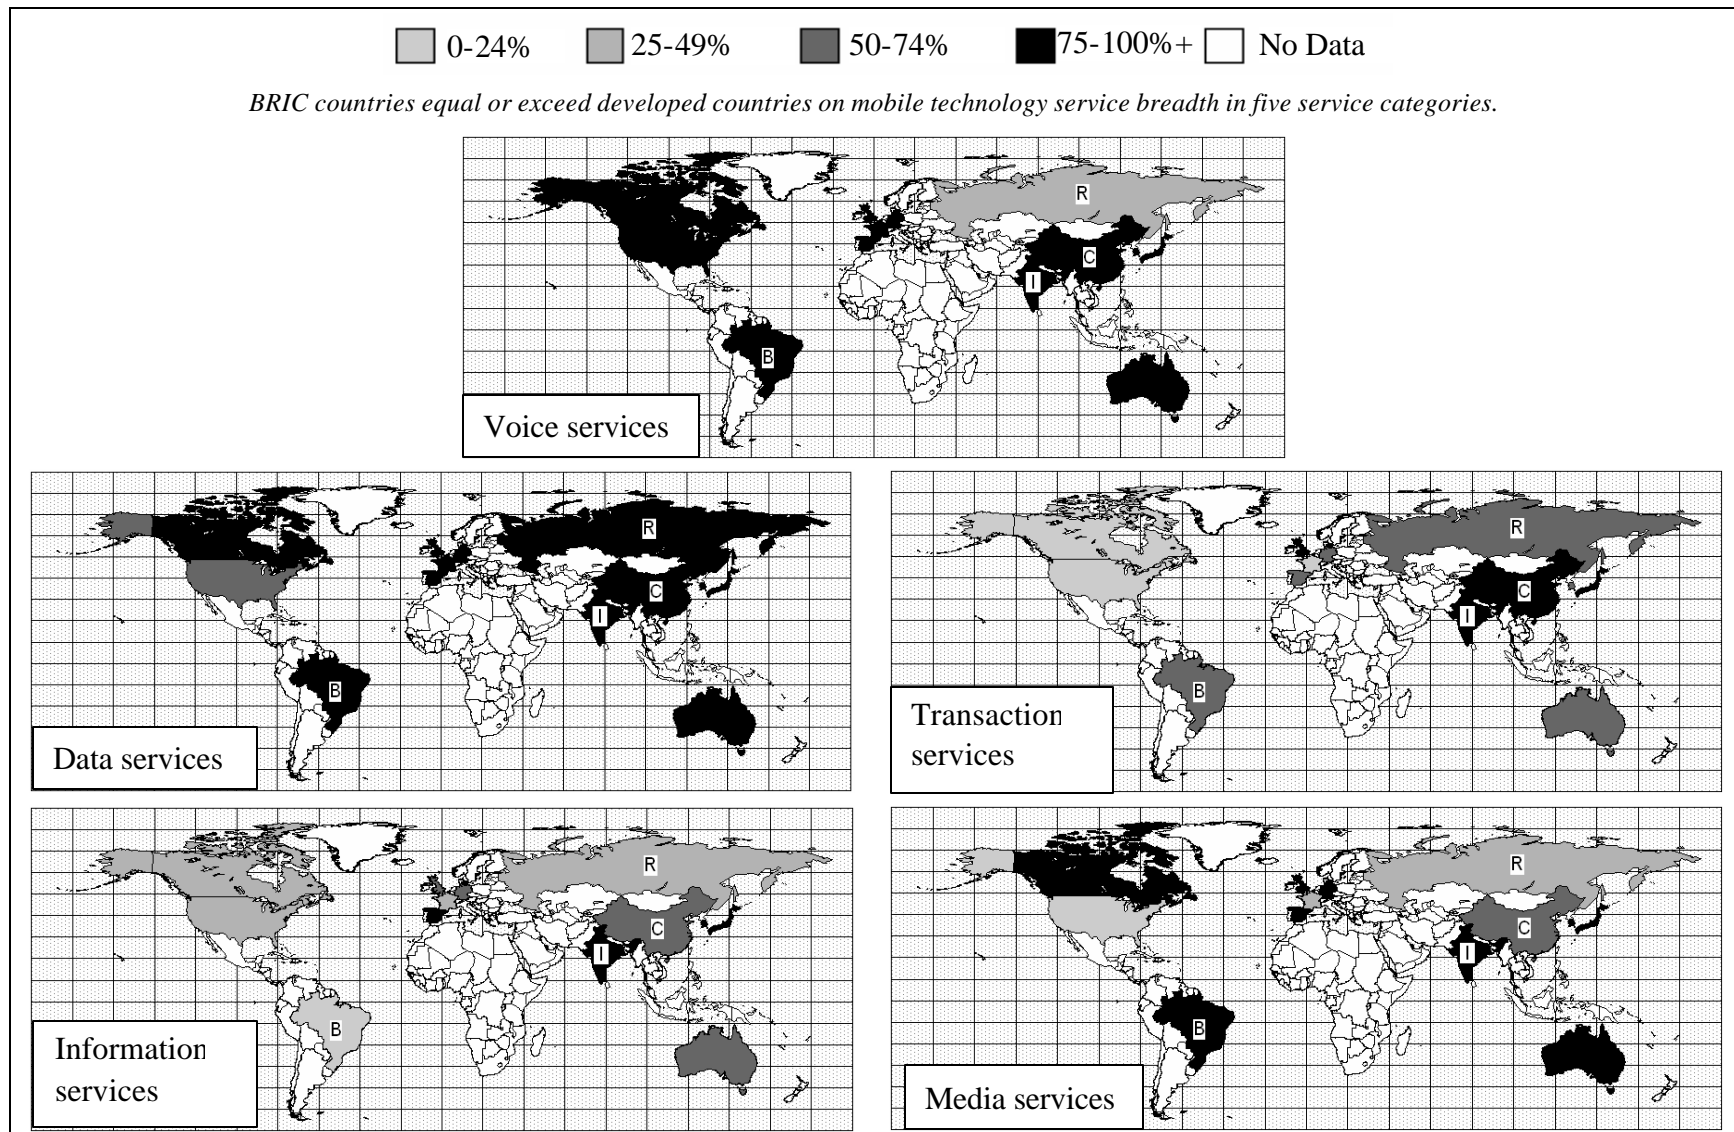 0-24% 25-49% 50-74% 75-100%+ No Data
BRIC countries equal or exceed developed countries on mobile technology service breadth in five service categories.
R
C
I
B
Voice services
R
C
I
B
Data services
R
C
I
B
Transaction
services
R
C
I
B
Information
services
R
C
I
B
Media services